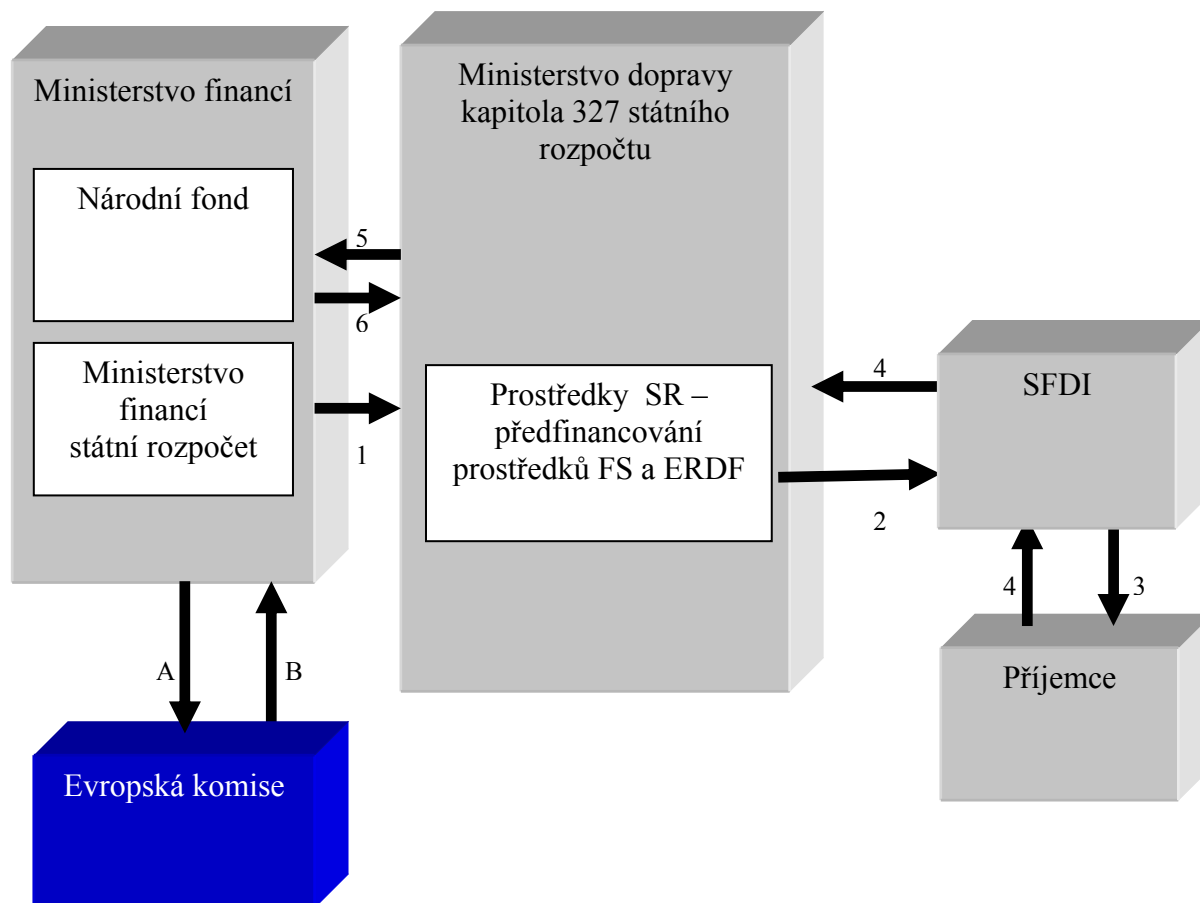 Ministerstvo financí
Národní fond
Ministerstvo
financí
státní rozpočet
5
6
1
Ministerstvo dopravy
kapitola 327 státního
rozpočtu
Prostředky SR –
předfinancování
prostředků FS a ERDF
4
2
SFDI
4
3
Příjemce
A
B
Evropská komise